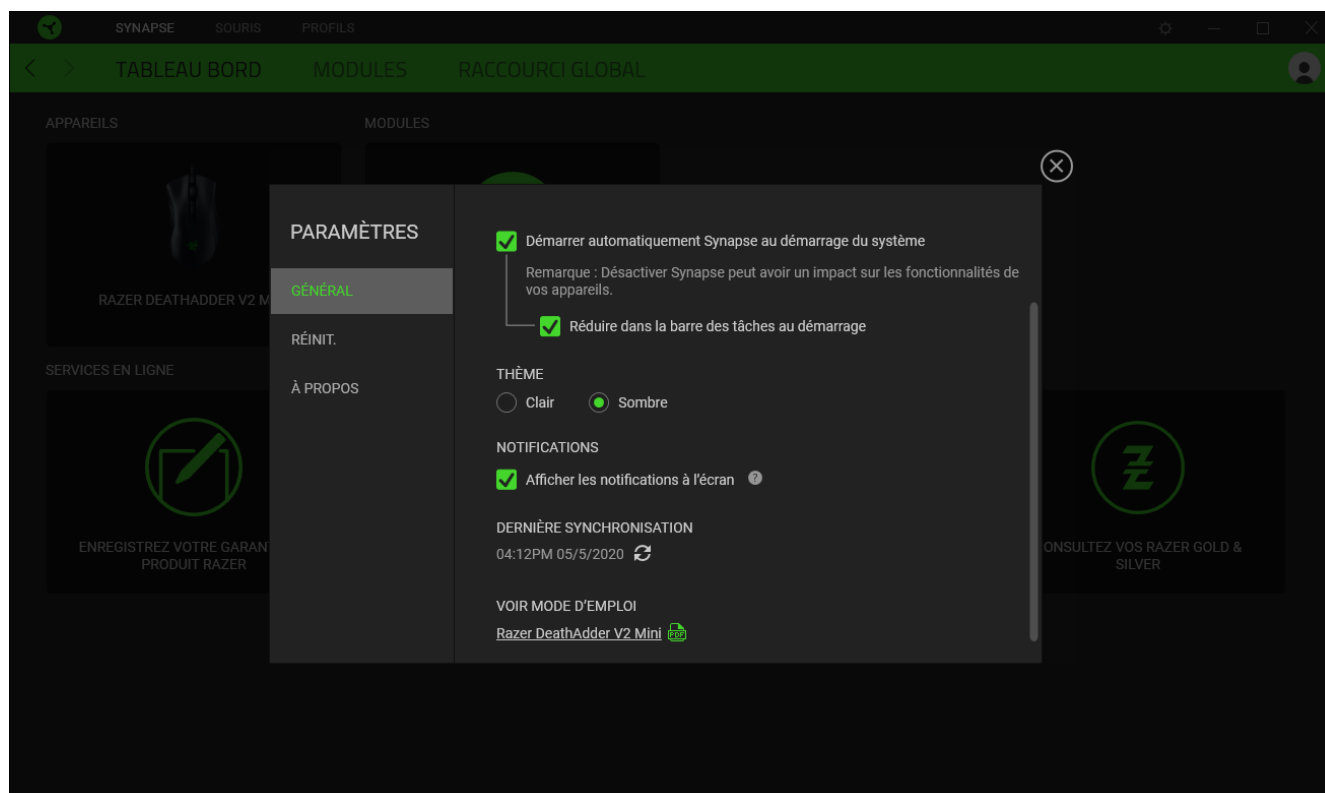 SYNAPSE SOURIS PROFILS
TABLEAU BORD MODULES RACCOURCI GLOBAL
APPAREILS MODULES
RAZER DEATHADDER V2 M
SERVICES EN LIGNE
ENREGISTREZ VOTRE GARAN
PRODUIT RAZER
PARAMÈTRES
GÉNÉRAL
RÉINIT.
À PROPOS
Démarrer automatiquement Synapse au démarrage du système
Remarque : Désactiver Synapse peut avoir un impact sur les fonctionnalités de
vos appareils.
Réduire dans la barre des tâches au démarrage
THÈME
Clair Sombre
NOTIFICATIONS
Afficher les notifications à l'écran ?
DERNIÈRE SYNCHRONISATION
04:12PM 05/5/2020
VOIR MODE D'EMPLOI
Razer DeathAdder V2 Mini PDF
ONSULTEZ VOS RAZER GOLD &
SILVER